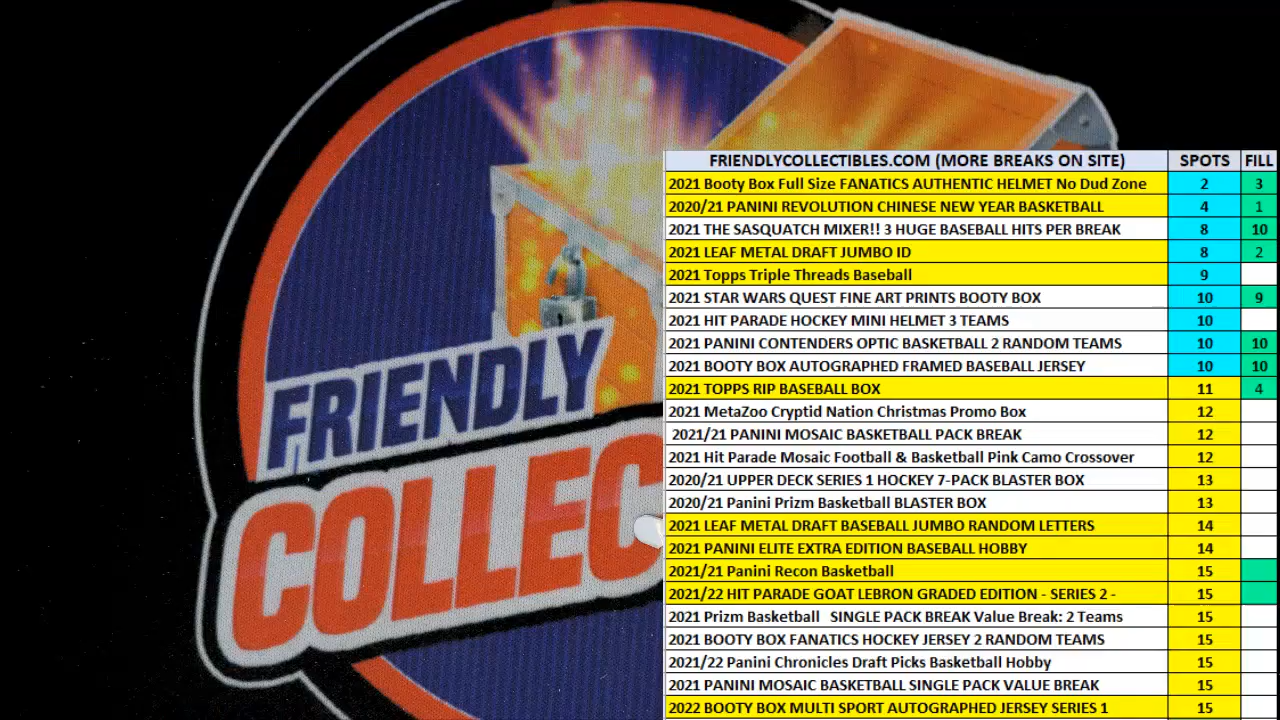 FRIENDLY
COLLEC
FRIENDLYCOLLECTIBLES.COM (MORE BREAKS ON SITE) SPOTS FILL
2021 Booty Box Full Size FANATICS AUTHENTIC HELMET No Dud Zone 2 3
2020/21 PANINI REVOLUTION CHINESE NEW YEAR BASKETBALL 4 1
2021 THE SASQUATCH MIXER!! 3 HUGE BASEBALL HITS PER BREAK 8 10
2021 LEAF METAL DRAFT JUMBO ID 8 2
2021 Topps Triple Threads Baseball 9
2021 STAR WARS QUEST FINE ART PRINTS BOOTY BOX 10 9
2021 HIT PARADE HOCKEY MINI HELMET 3 TEAMS 10
2021 PANINI CONTENDERS OPTIC BASKETBALL 2 RANDOM TEAMS 10 10
2021 BOOTY BOX AUTOGRAPHED FRAMED BASEBALL JERSEY 10 10
2021 TOPPS RIP BASEBALL BOX 11 4
2021 MetaZoo Cryptid Nation Christmas Promo Box 12
2021/21 PANINI MOSAIC BASKETBALL PACK BREAK 12
2021 Hit Parade Mosaic Football & Basketball Pink Camo Crossover 12
2020/21 UPPER DECK SERIES 1 HOCKEY 7-PACK BLASTER BOX 13
2020/21 Panini Prizm Basketball BLASTER BOX 13
2021 LEAF METAL DRAFT BASEBALL JUMBO RANDOM LETTERS 14
2021 PANINI ELITE EXTRA EDITION BASEBALL HOBBY 14
2021/21 Panini Recon Basketball 15
2021/22 HIT PARADE GOAT LEBRON GRADED EDITION - SERIES 2 - 15
2021 Prizm Basketball SINGLE PACK BREAK Value Break: 2 Teams 15
2021 BOOTY BOX FANATICS HOCKEY JERSEY 2 RANDOM TEAMS 15
2021/22 Panini Chronicles Draft Picks Basketball Hobby 15
2021 PANINI MOSAIC BASKETBALL SINGLE PACK VALUE BREAK 15
2022 BOOTY BOX MULTI SPORT AUTOGRAPHED JERSEY SERIES 1 15